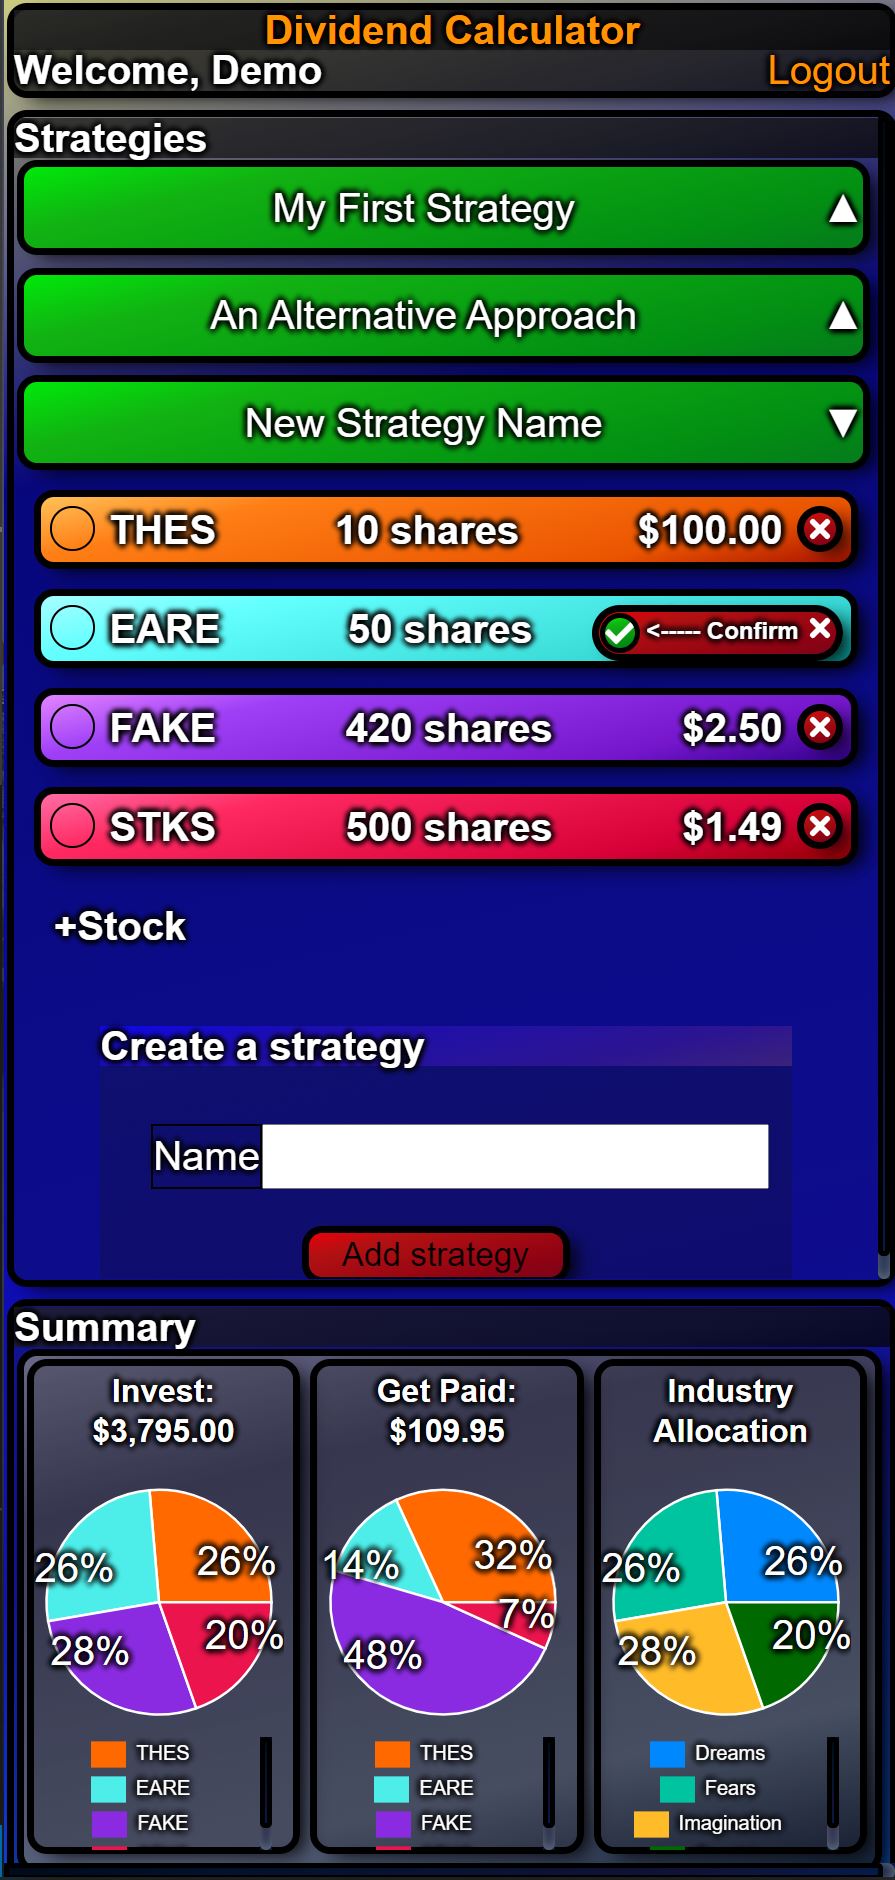 Dividend Calculator
Welcome, Demo Logout
Strategies
My First Strategy ▲
An Alternative Approach ▲
New Strategy Name ▼
THES 10 shares $100.00
EARE 50 shares <----- Confirm
FAKE 420 shares $2.50
STKS 500 shares $1.49
+Stock
Create a strategy
Name
Add strategy
Summary
Invest:
$3,795.00
26% 26%
28% 20%
THES
EARE
FAKE
Get Paid:
$109.95
14% 32%
48% 7%
THES
EARE
FAKE
Industry
Allocation
26% 26%
28% 20%
Dreams
Fears
Imagination